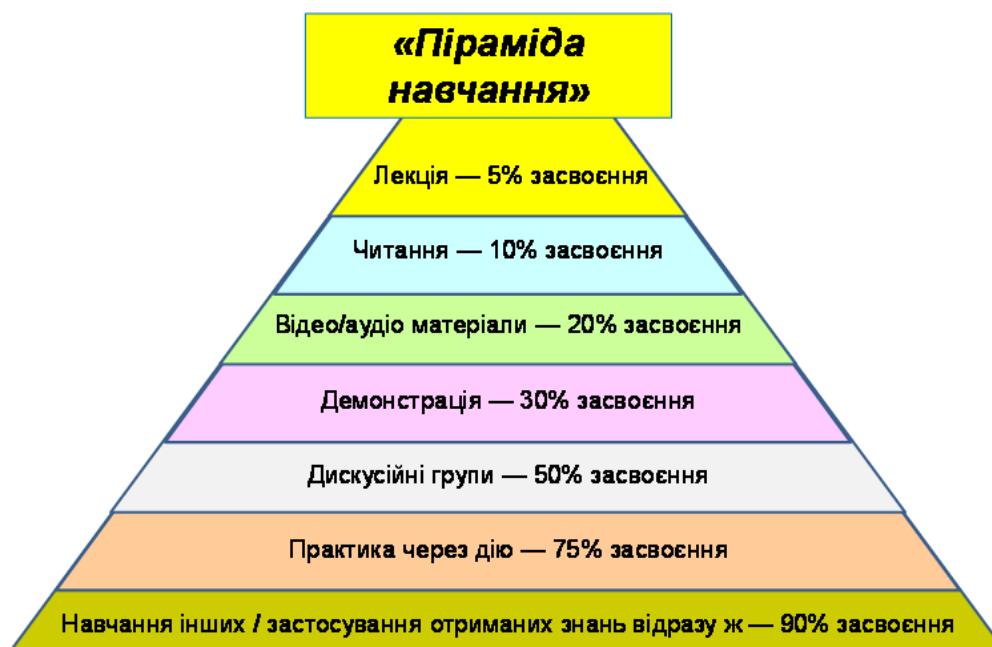 «Піраміда
навчання»
Лекція — 5% засвоєння
Читання — 10% засвоєння
Відео/аудіо матеріали — 20% засвоєння
Демонстрація — 30% засвоєння
Дискусійні групи — 50% засвоєння
Практика через дію — 75% засвоєння
Навчання інших / застосування отриманих знань відразу ж — 90% засвоєння